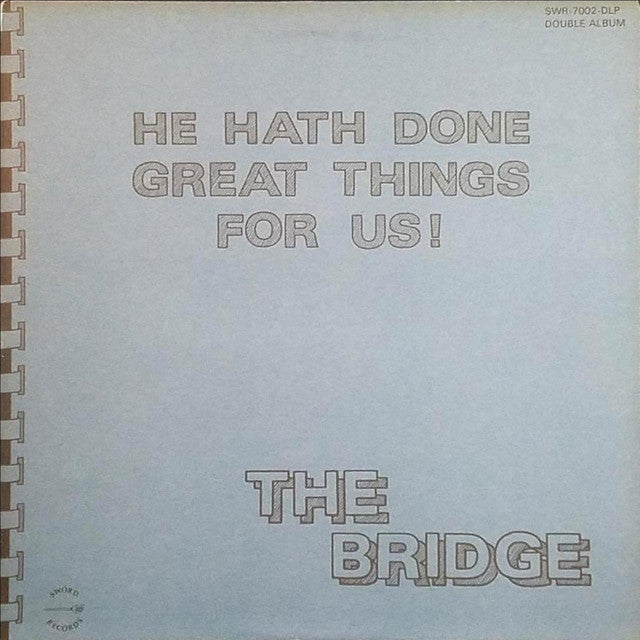 SWR-7002-DLP
DOUBLE ALBUM
HE HATH DONE
GREAT THINGS
FOR US!
THE
BRIDGE
SWORD
RECORDS